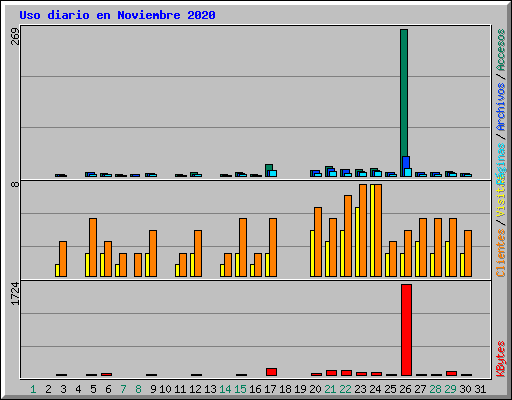 Uso diario en Noviembre 2020
269
8
1724
Accesos / Archivos / Páginas
Visitas / Clientes
KBytes
1 2 3 4 5 6 7 8 9 10 11 12 13 14 15 16 17 18 19 20 21 22 23 24 25 26 27 28 29 30 31